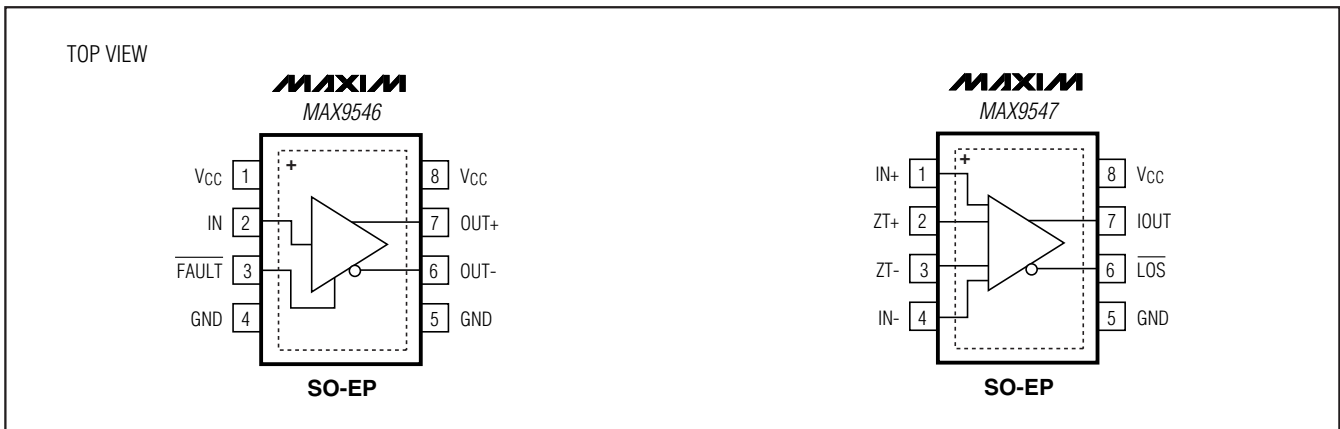 TOP VIEW
MAXIM
MAX9546
+
VCC 1
8 VCC
IN 2
7 OUT+
FAULT 3
6 OUT-
GND 4
5 GND
SO-EP
MAXIM
MAX9547
+
IN+ 1
8 VCC
ZT+ 2
7 IOUT
ZT- 3
6 LOS
IN- 4
5 GND
SO-EP